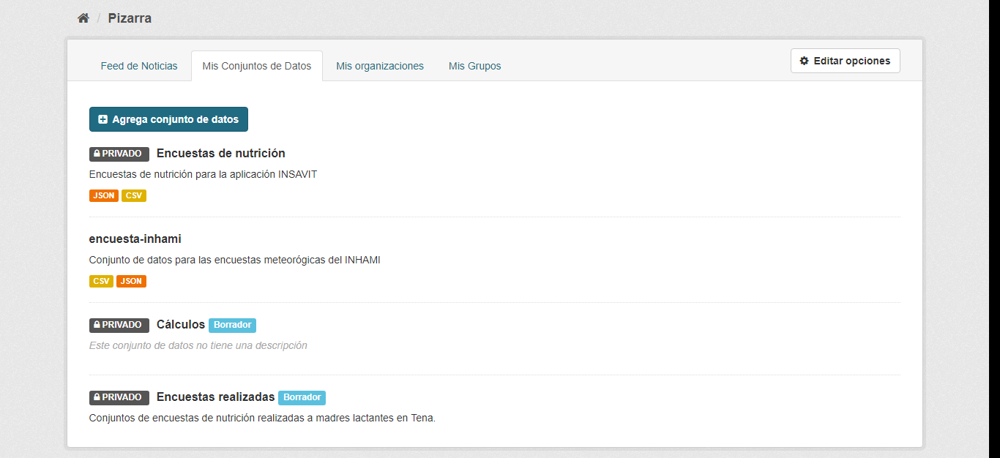 / Pizarra
Feed de Noticias
Mis Conjuntos de Datos
Mis organizaciones
Mis Grupos
Editar opciones
Agrega conjunto de datos
PRIVADO Encuestas de nutrición
Encuestas de nutrición para la aplicación INSAVIT
JSON CSV
encuesta-inhami
Conjunto de datos para las encuestas meteorógicas del INHAMI
CSV JSON
PRIVADO Cálculos Borrador
Este conjunto de datos no tiene una descripción
PRIVADO Encuestas realizadas Borrador
Conjuntos de encuestas de nutrición realizadas a madres lactantes en Tena.